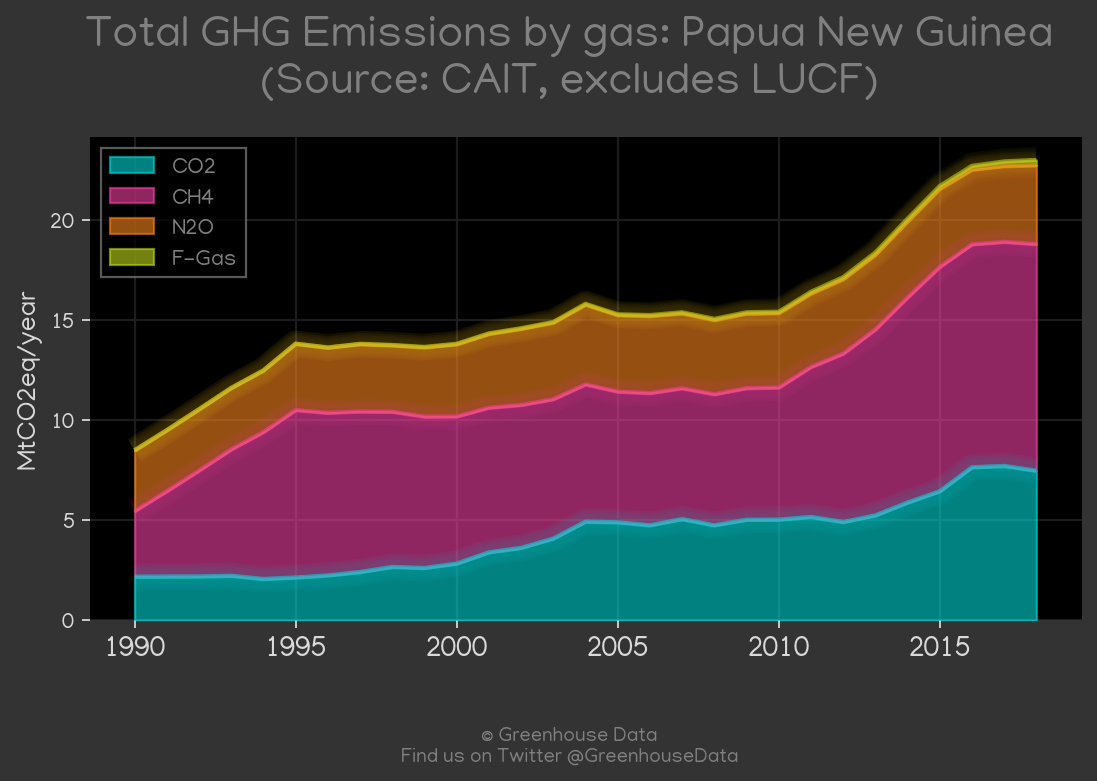 Total GHG Emissions by gas: Papua New Guinea
(Source: CAIT, excludes LUCF)
CO2
CH4
N2O
F-Gas
MtCO2eq/year
20
15
10
5
0
1990 1995 2000 2005 2010 2015
© Greenhouse Data
Find us on Twitter @GreenhouseData